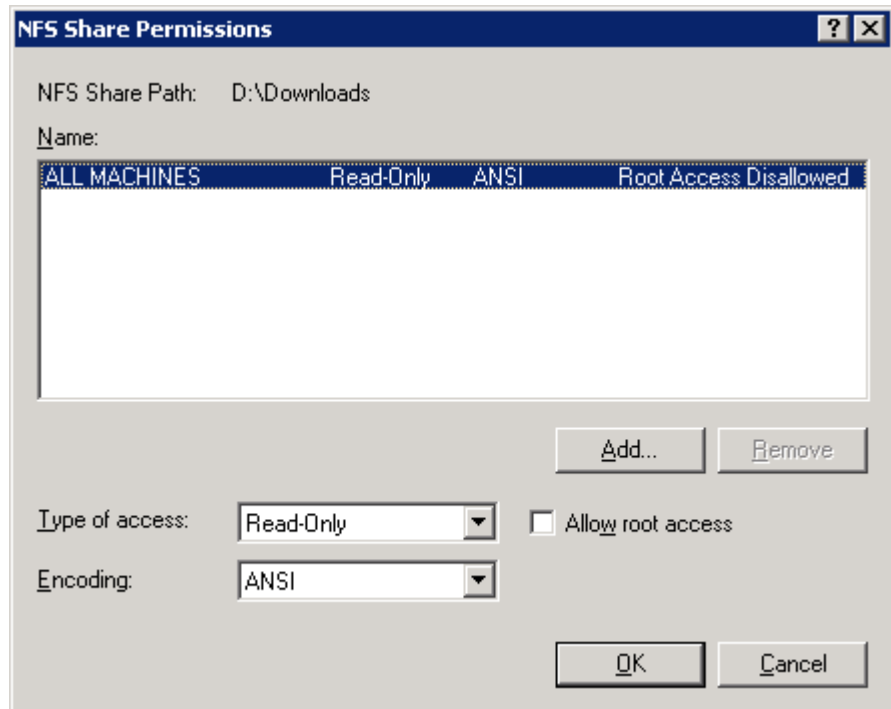 NFS Share Permissions
NFS Share Path: D:\Downloads
Name:
ALL MACHINES Read-Only ANSI Root Access Disallowed
Add... Remove
Type of access: Read-Only Allow root access
Encoding: ANSI
OK Cancel